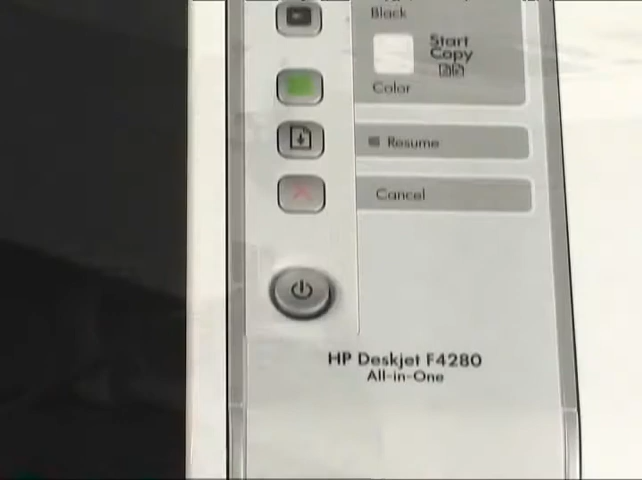 Black
Start
Copy
Color
Resume
Cancel
HP Deskjet F4280
All-in-One